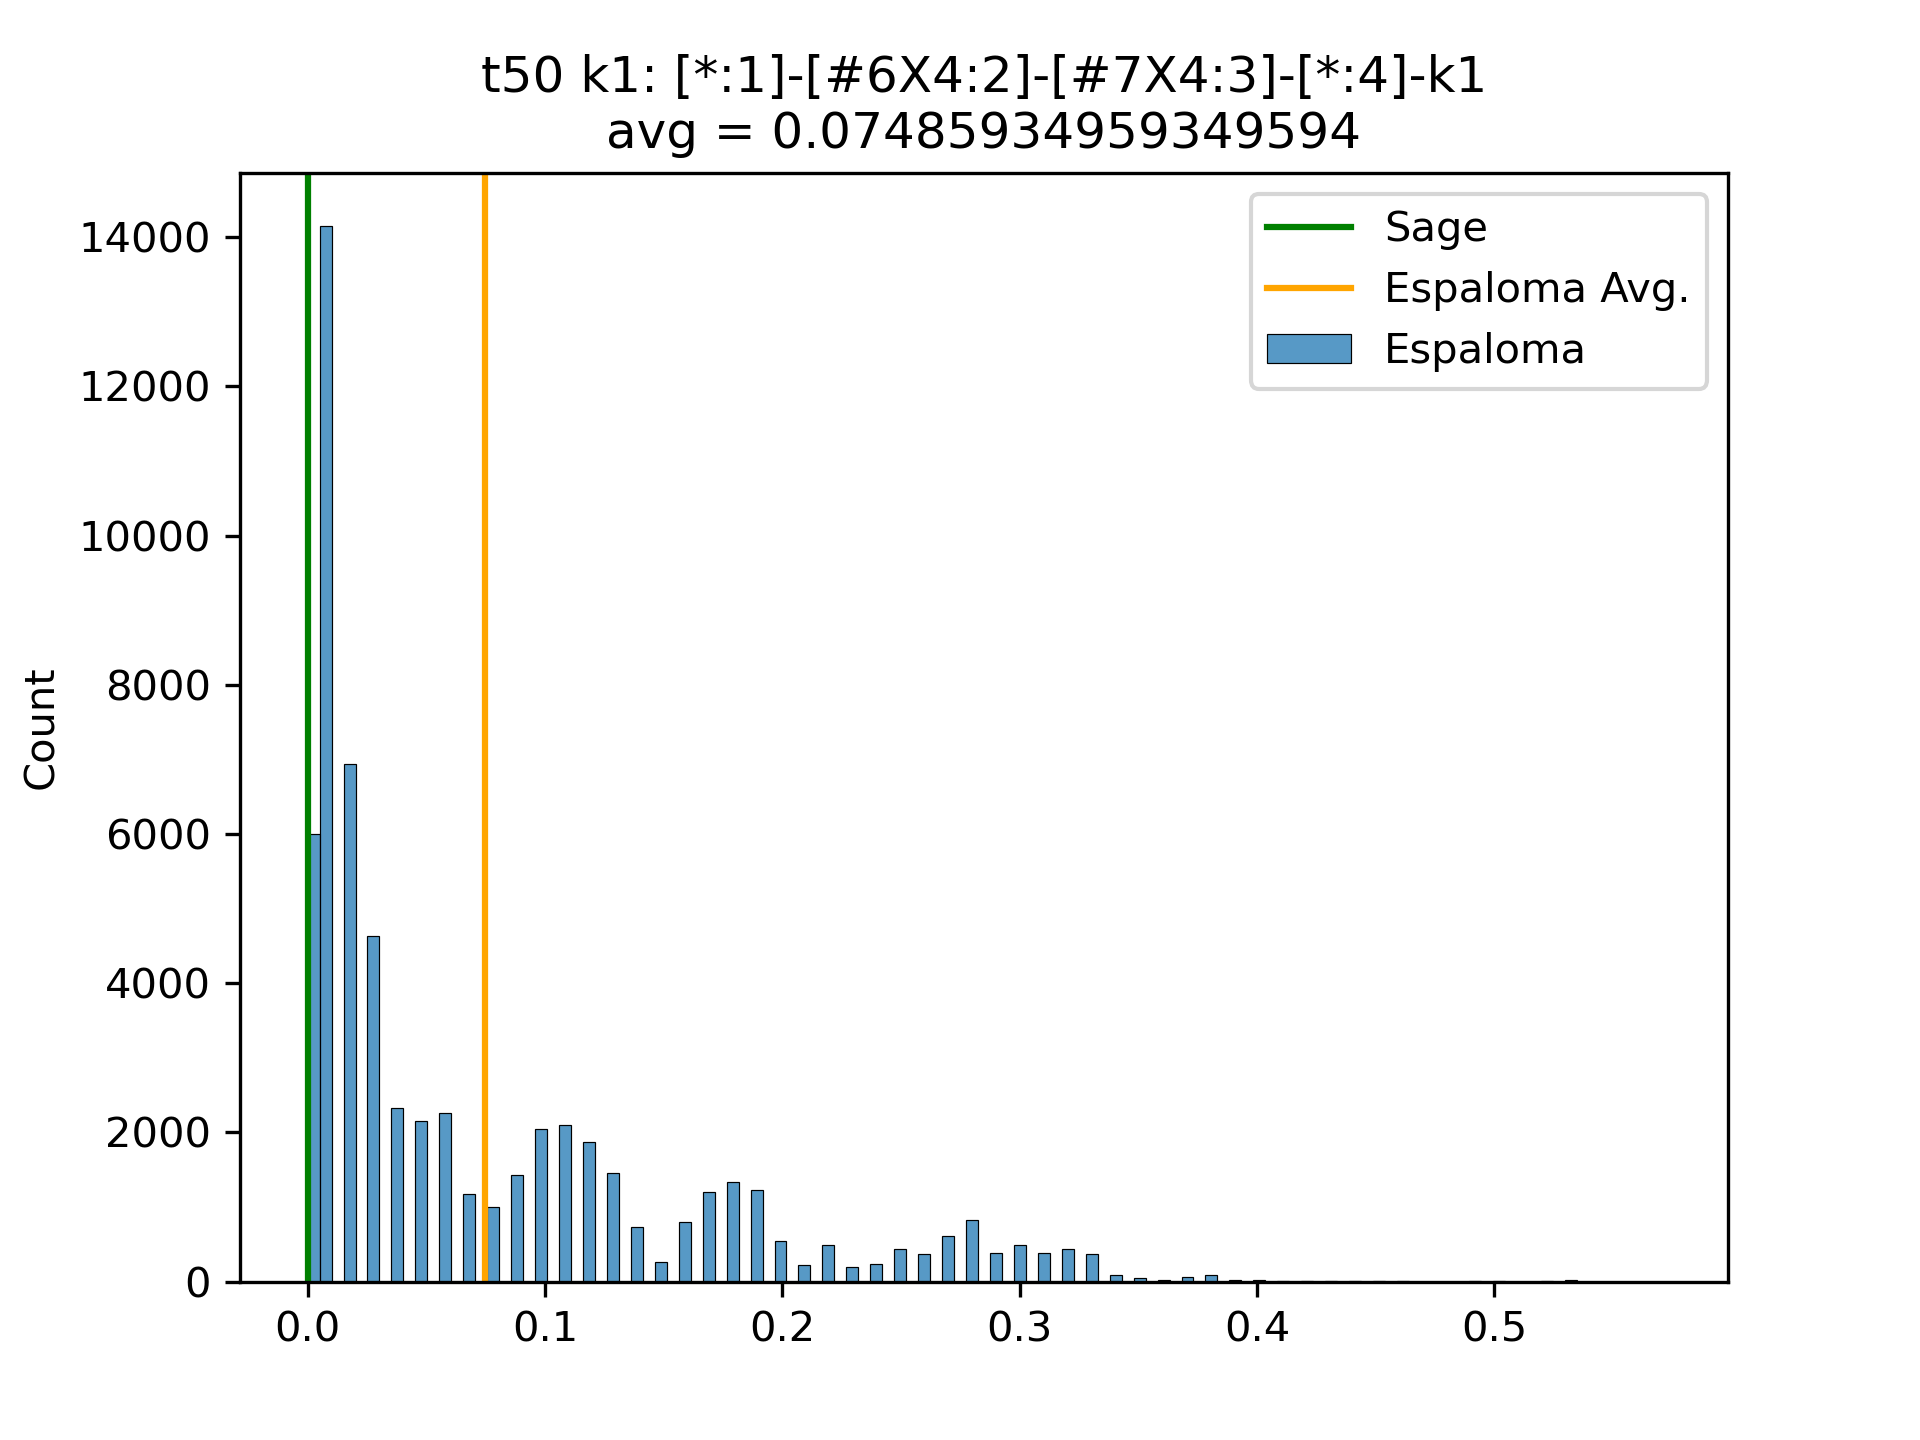 t50 k1: [*:1]-[#6X4:2]-[#7X4:3]-[*:4]-k1
avg = 0.07485934959349594
Sage
Espaloma Avg.
Espaloma
Count
14000
12000
10000
8000
6000
4000
2000
0
0.0 0.1 0.2 0.3 0.4 0.5